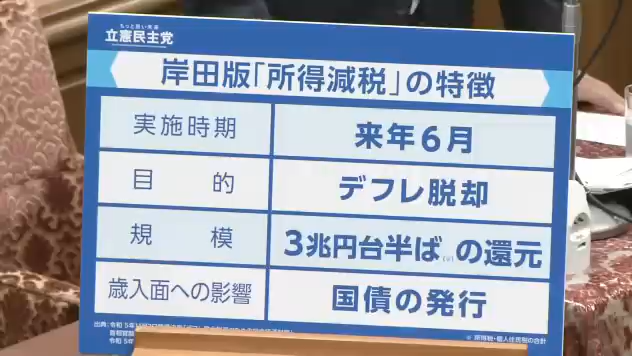 もっと良い未来
立憲民主党
岸田版「所得減税」の特徴
実施時期 来年6月
目的 デフレ脱却
規模 3兆円台半ば(※)の還元
歳入面への影響 国債の発行
※ 所得税・個人住民税の合計